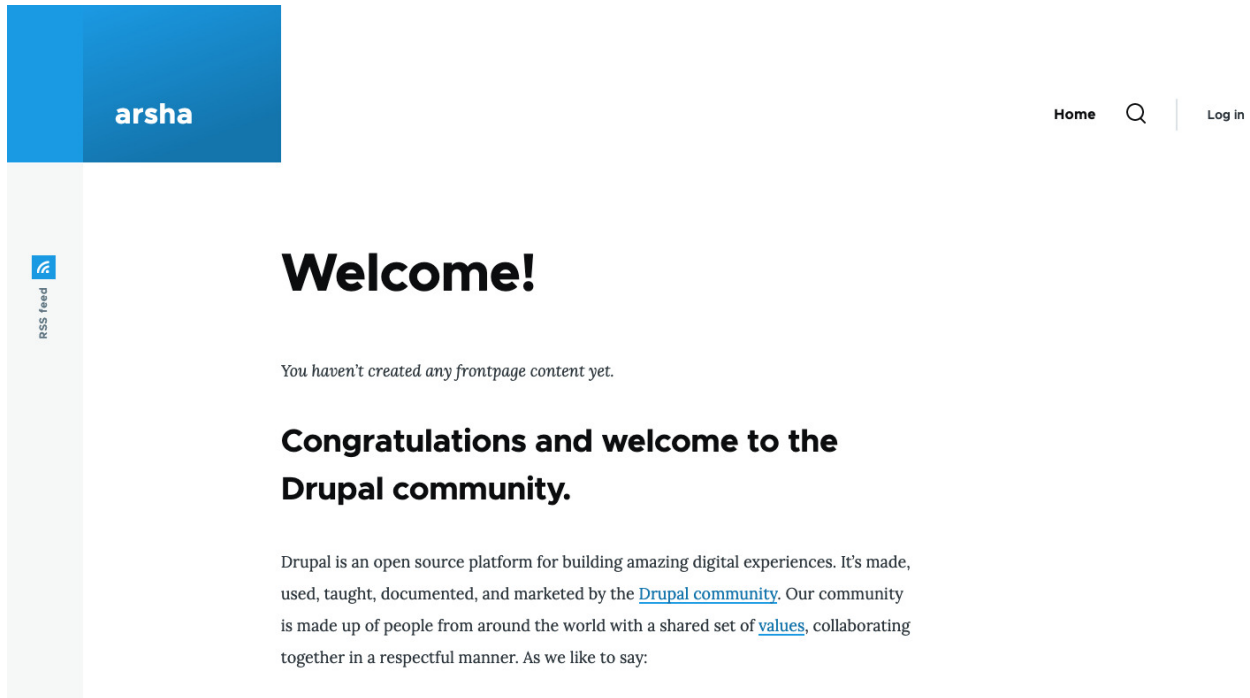 arsha
Home
Log in
RSS feed
Welcome!
You haven’t created any frontpage content yet.
Congratulations and welcome to the
Drupal community.
Drupal is an open source platform for building amazing digital experiences. It’s made,
used, taught, documented, and marketed by the Drupal community. Our community
is made up of people from around the world with a shared set of values, collaborating
together in a respectful manner. As we like to say: